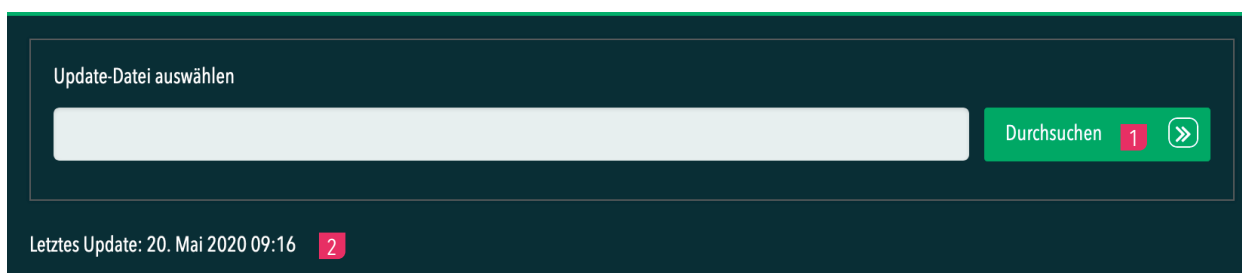 Update-Datei auswählen
Durchsuchen 1
Letztes Update: 20. Mai 2020 09:16 2